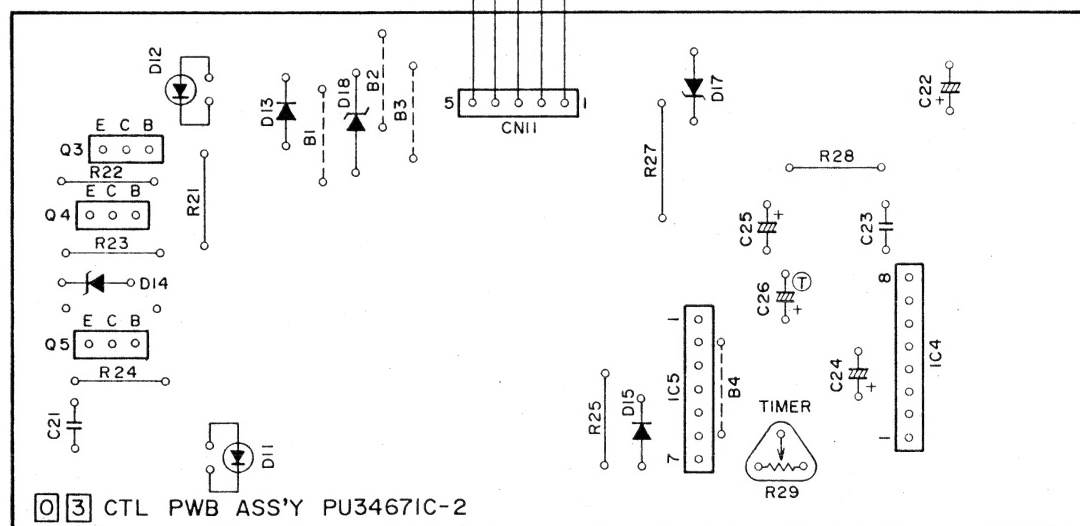 D12
D13
B1
D18
B2
B3
5 1
CN11
D17
C22 +
E C B
Q3
R22
E C B
Q4
R21
R23
D14
E C B
Q5
R24
C21
D11
R27
R28
C25 +
C23
C26 T +
8
IC4
1
C24 +
1
IC5
7
B4
R25
D15
TIMER
R29
0 3 CTL PWB ASS'Y PU34671C-2